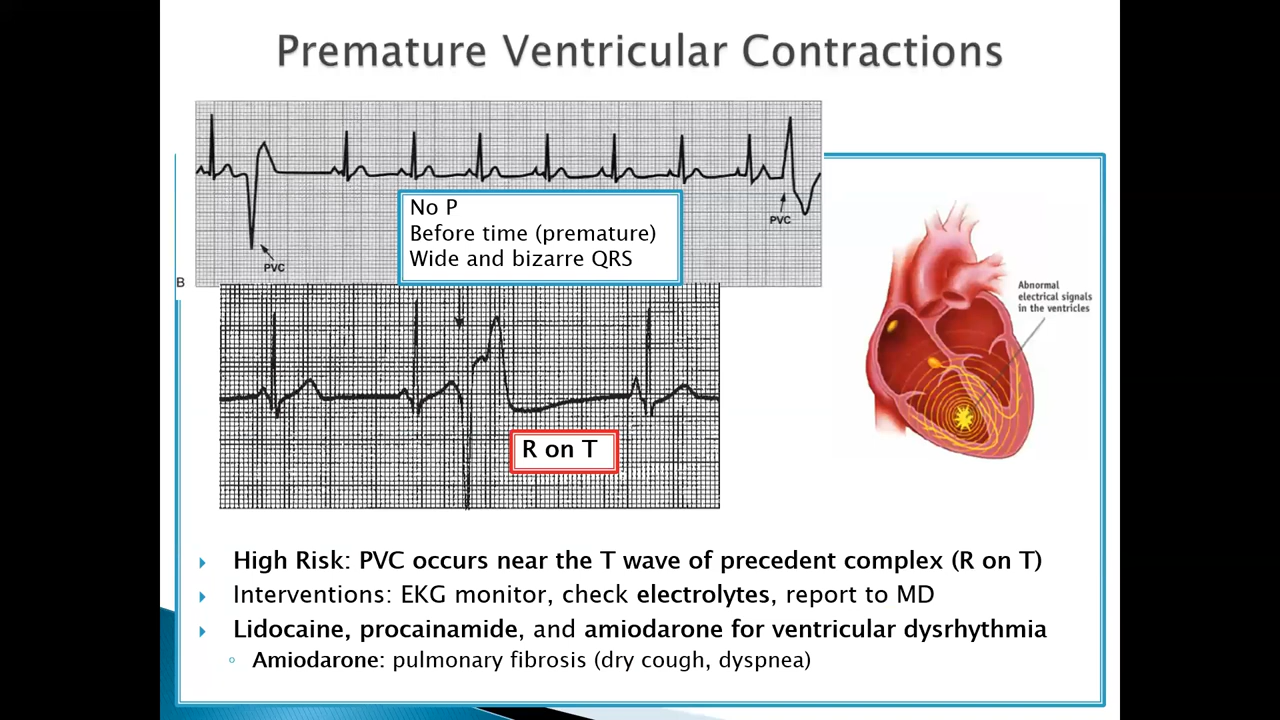 Premature Ventricular Contractions
PVC
PVC
B
No P
Before time (premature)
Wide and bizarre QRS
Abnormal
electrical signals
in the ventricles
R on T
High Risk: PVC occurs near the T wave of precedent complex (R on T)
Interventions: EKG monitor, check electrolytes, report to MD
Lidocaine, procainamide, and amiodarone for ventricular dysrhythmia
Amiodarone: pulmonary fibrosis (dry cough, dyspnea)